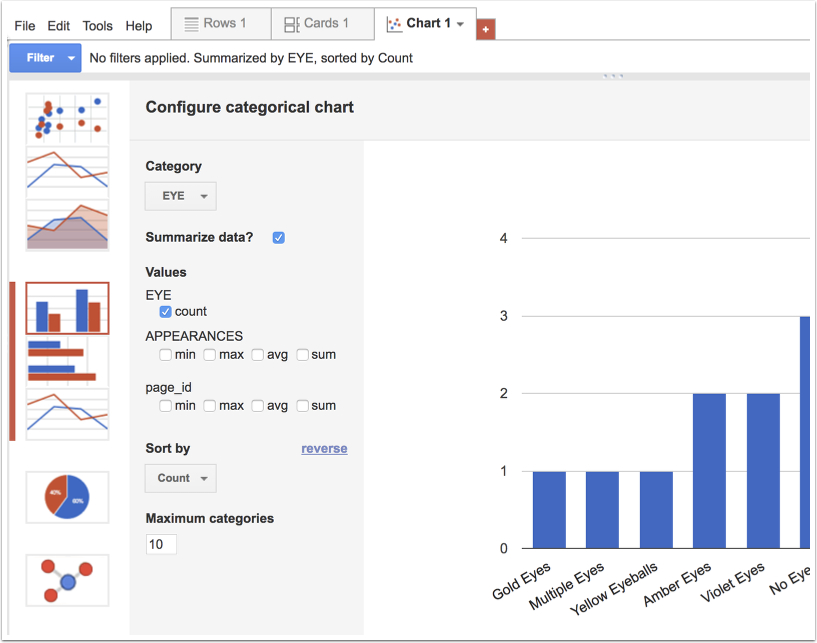 File Edit Tools Help Rows 1 Cards 1 Chart 1 +
Filter No filters applied. Summarized by EYE, sorted by Count
Configure categorical chart
Category
EYE
Summarize data?
Values
EYE
count
APPEARANCES
min max avg sum
page_id
min max avg sum
Sort by reverse
Count
Maximum categories
10
40%
60%
4
3
2
1
0
Gold Eyes
Multiple Eyes
Yellow Eyeballs
Amber Eyes
Violet Eyes
No Eye